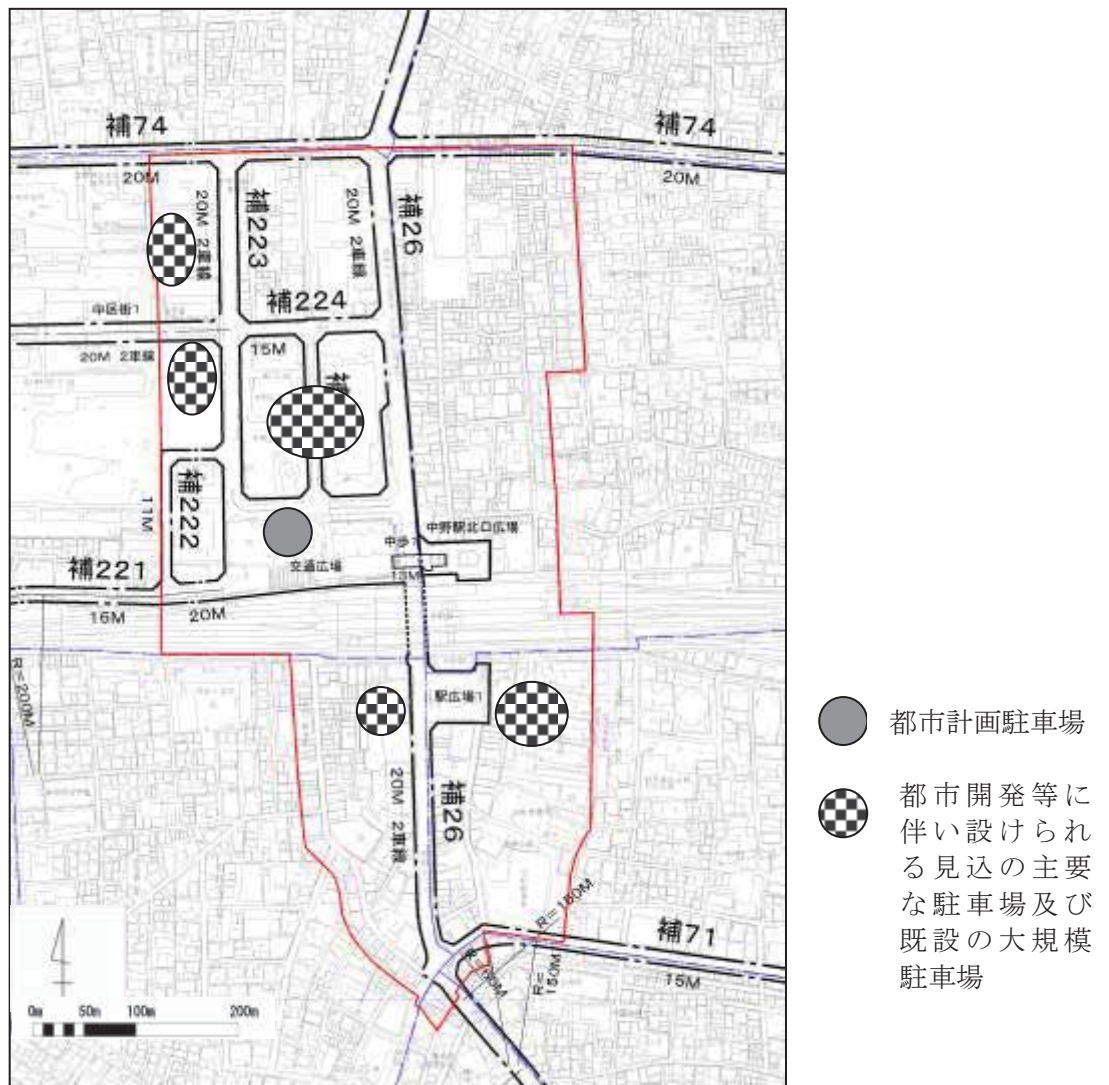 補74
補74
20M
20M
20M 2車線
補223
20M 2車線
補26
補224
中区街1
20M 2車線
15M
補
補222
11M
中野駅北口広場
中歩1
交通広場
補221
16M
20M
R=200M
駅広場1
20M 2車線
補26
R=150M
補71
R=
150M
15M
0m 50m 100m 200m
都市計画駐車場
都市開発等に
伴い設けられ
る見込の主要
な駐車場及び
既設の大規模
駐車場